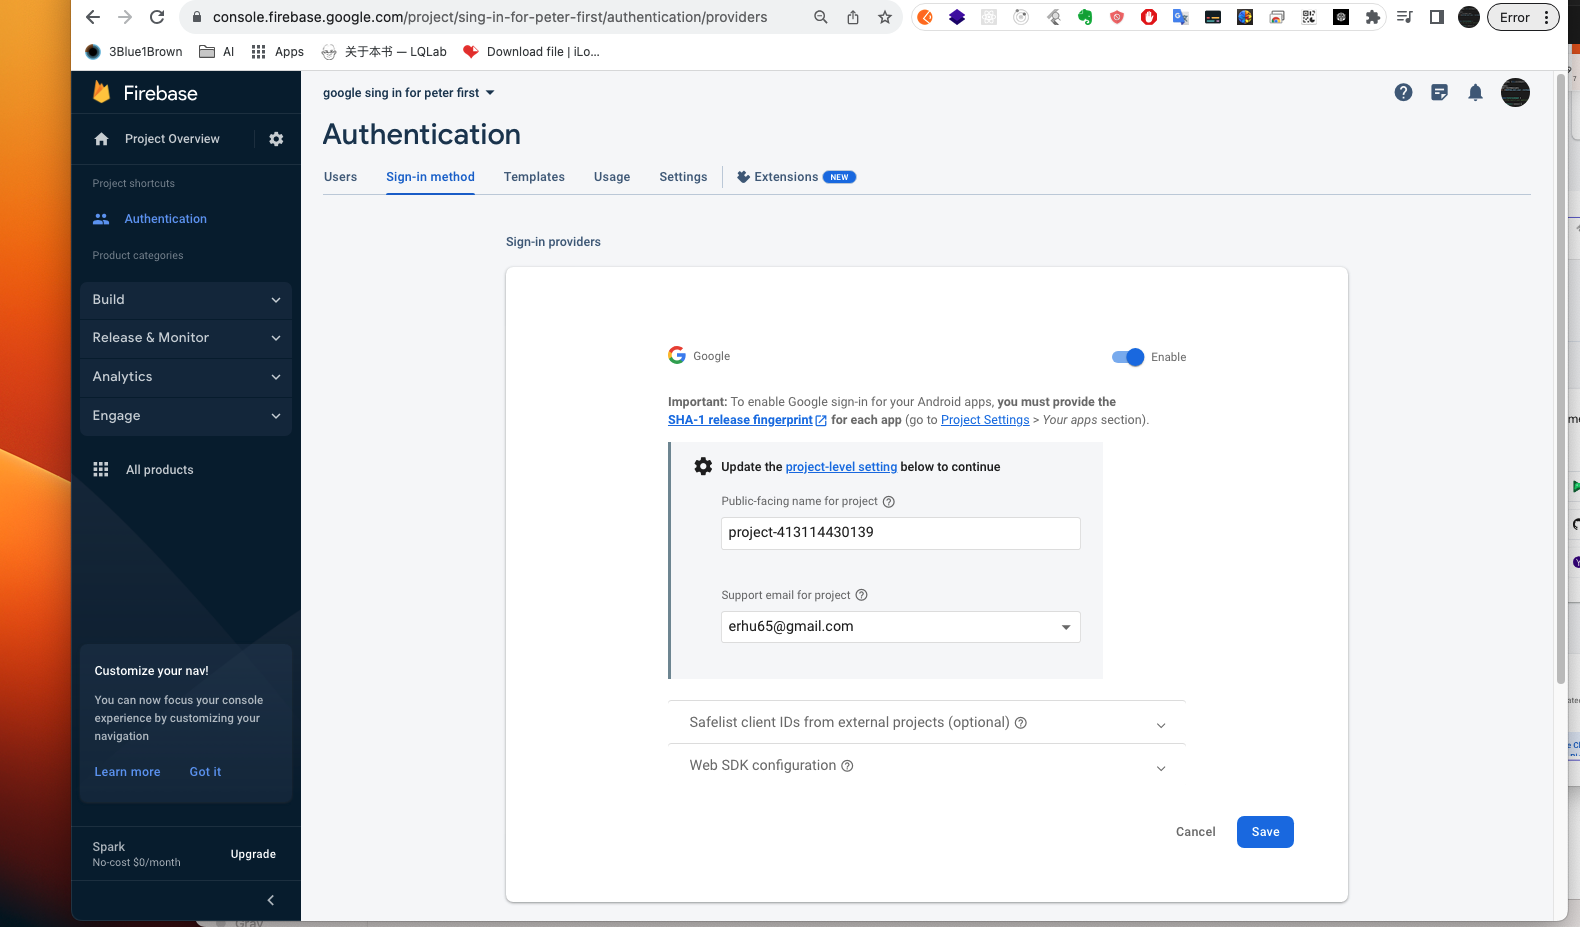 console.firebase.google.com/project/sing-in-for-peter-first/authentication/providers
Error
3Blue1Brown
AI
Apps
关于本书 — LQLab
Download file | iLo...
Firebase
Project Overview
Project shortcuts
Authentication
Product categories
Build
Release & Monitor
Analytics
Engage
All products
Customize your nav!
You can now focus your console
experience by customizing your
navigation
Learn more
Got it
Spark
No-cost $0/month
Upgrade
google sing in for peter first
Authentication
Users
Sign-in method
Templates
Usage
Settings
Extensions NEW
Sign-in providers
Google
Enable
Important: To enable Google sign-in for your Android apps, you must provide the
SHA-1 release fingerprint for each app (go to Project Settings > Your apps section).
Update the project-level setting below to continue
Public-facing name for project
project-413114430139
Support email for project
erhu65@gmail.com
Safelist client IDs from external projects (optional)
Web SDK configuration
Cancel
Save